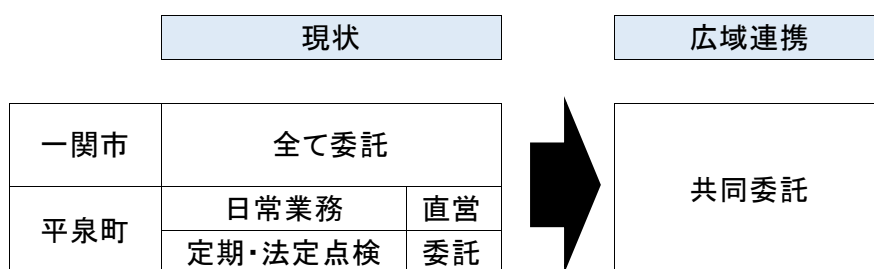 現状
広域連携
一関市
全て委託
平泉町
日常業務
直営
定期・法定点検
委託
共同委託